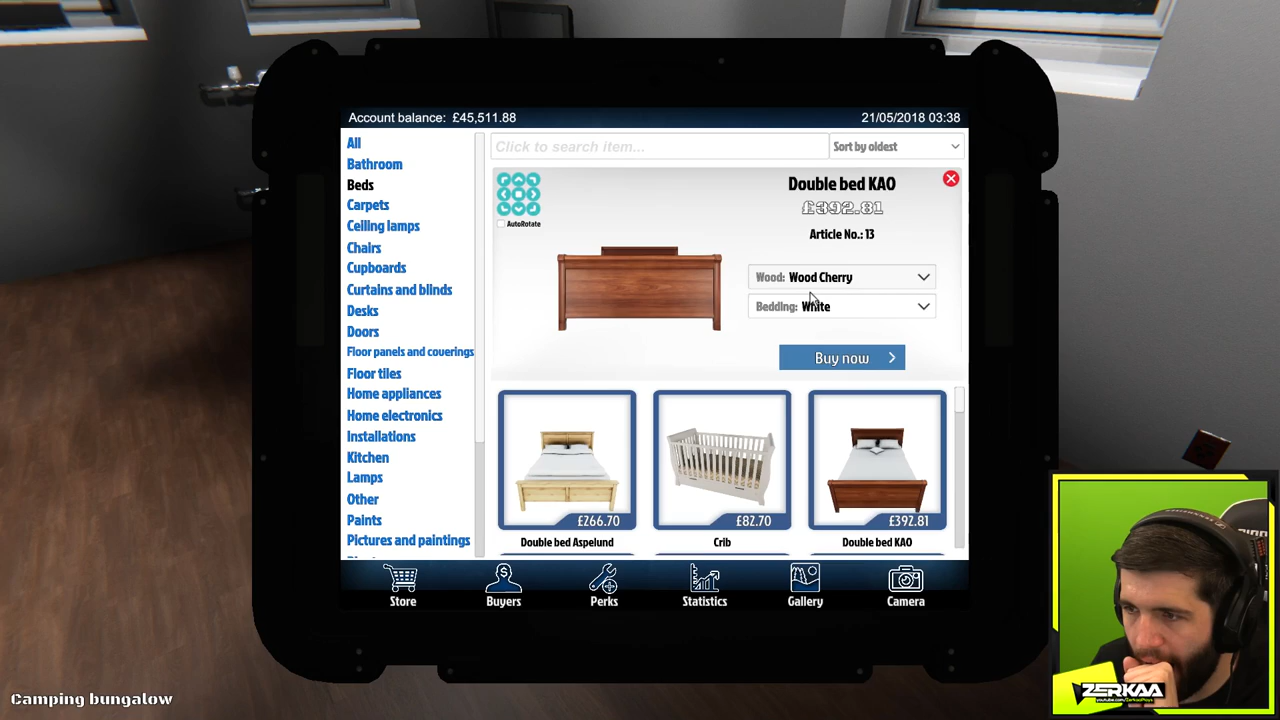 Account balance: £45,511.88
21/05/2018 03:38
All
Bathroom
Beds
Carpets
Ceiling lamps
Chairs
Cupboards
Curtains and blinds
Desks
Doors
Floor panels and coverings
Floor tiles
Home appliances
Home electronics
Installations
Kitchen
Lamps
Other
Paints
Pictures and paintings
Click to search item...
Sort by oldest
AutoRotate
Double bed KAO
£392.81
Article No.: 13
Wood: Wood Cherry
Bedding: White
Buy now
£266.70
£82.70
£392.81
Double bed Aspelund
Crib
Double bed KAO
Store
Buyers
Perks
Statistics
Gallery
Camera
Camping bungalow
ZERKAA
youtube.com/ZerkaaPlays